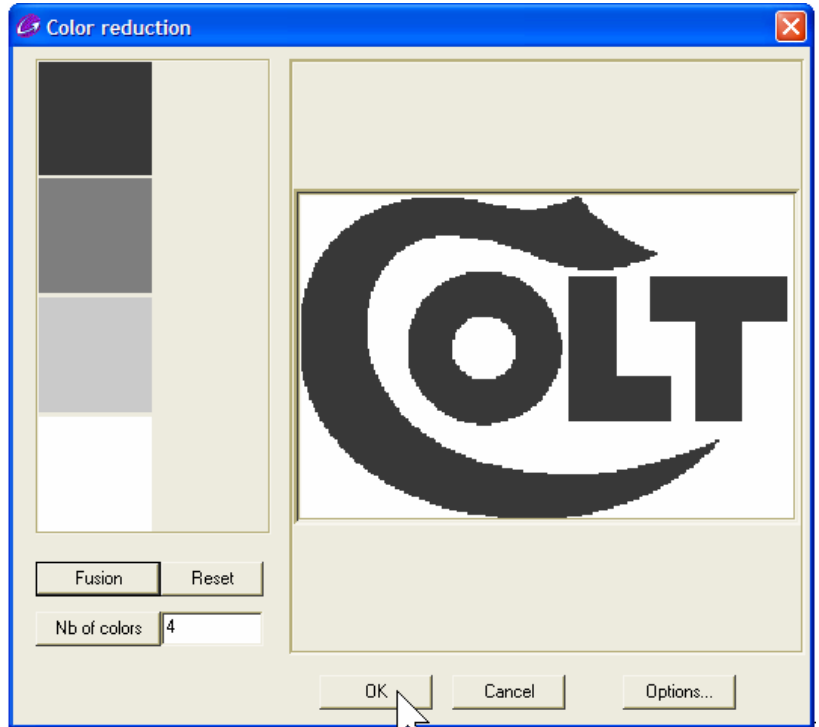 Color reduction
COLT
Fusion
Reset
Nb of colors
4
OK
Cancel
Options...